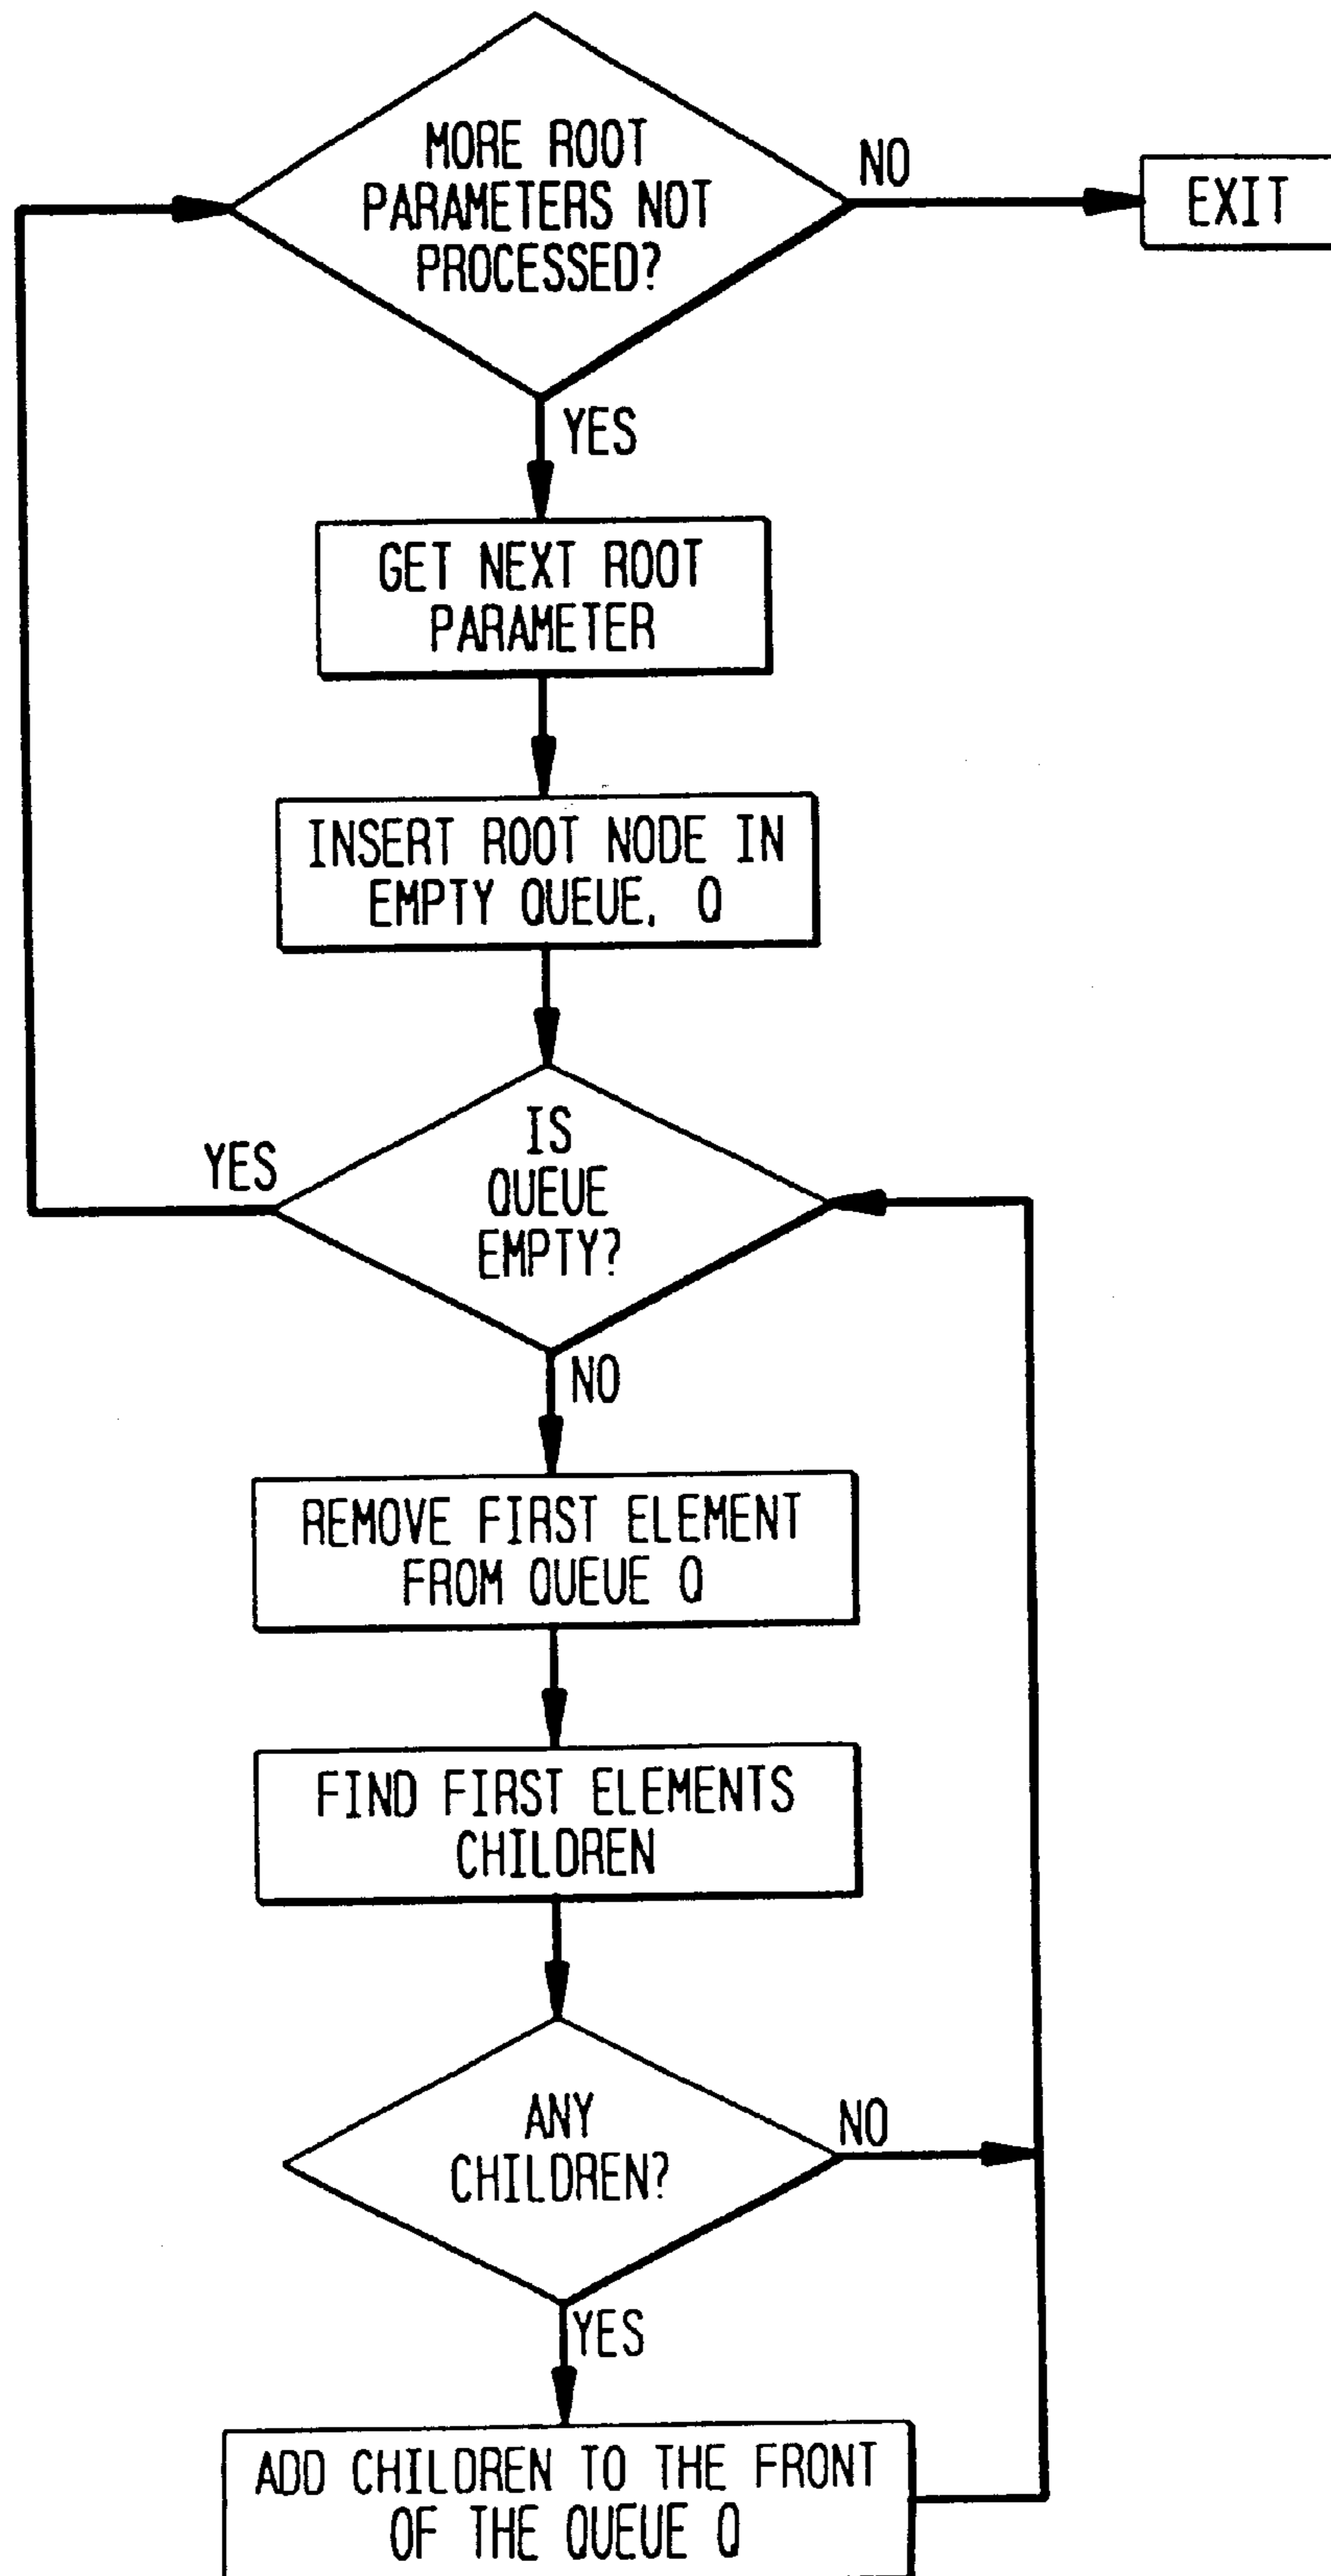 MORE ROOT
PARAMETERS NOT
PROCESSED?
NO
EXIT
YES
GET NEXT ROOT
PARAMETER
INSERT ROOT NODE IN
EMPTY QUEUE, Q
IS
QUEUE
EMPTY?
YES
NO
REMOVE FIRST ELEMENT
FROM QUEUE Q
FIND FIRST ELEMENTS
CHILDREN
ANY
CHILDREN?
NO
YES
ADD CHILDREN TO THE FRONT
OF THE QUEUE Q